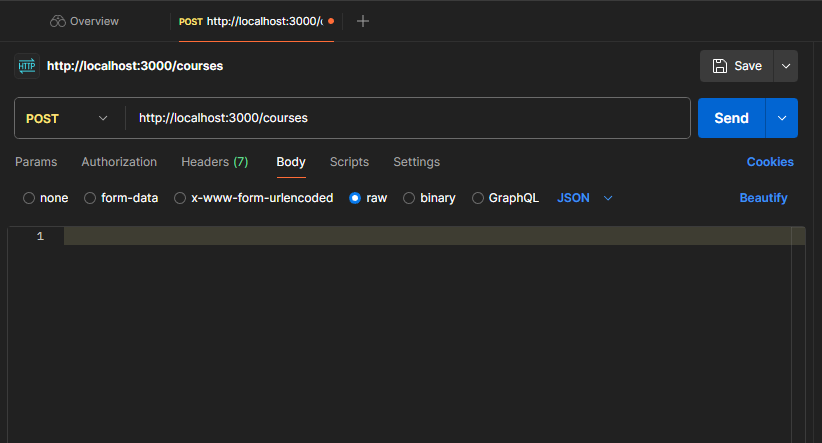 Overview POST http://localhost:3000/c
HTTP http://localhost:3000/courses Save
POST http://localhost:3000/courses Send
Params Authorization Headers (7) Body Scripts Settings Cookies
none form-data x-www-form-urlencoded raw binary GraphQL JSON Beautify
1